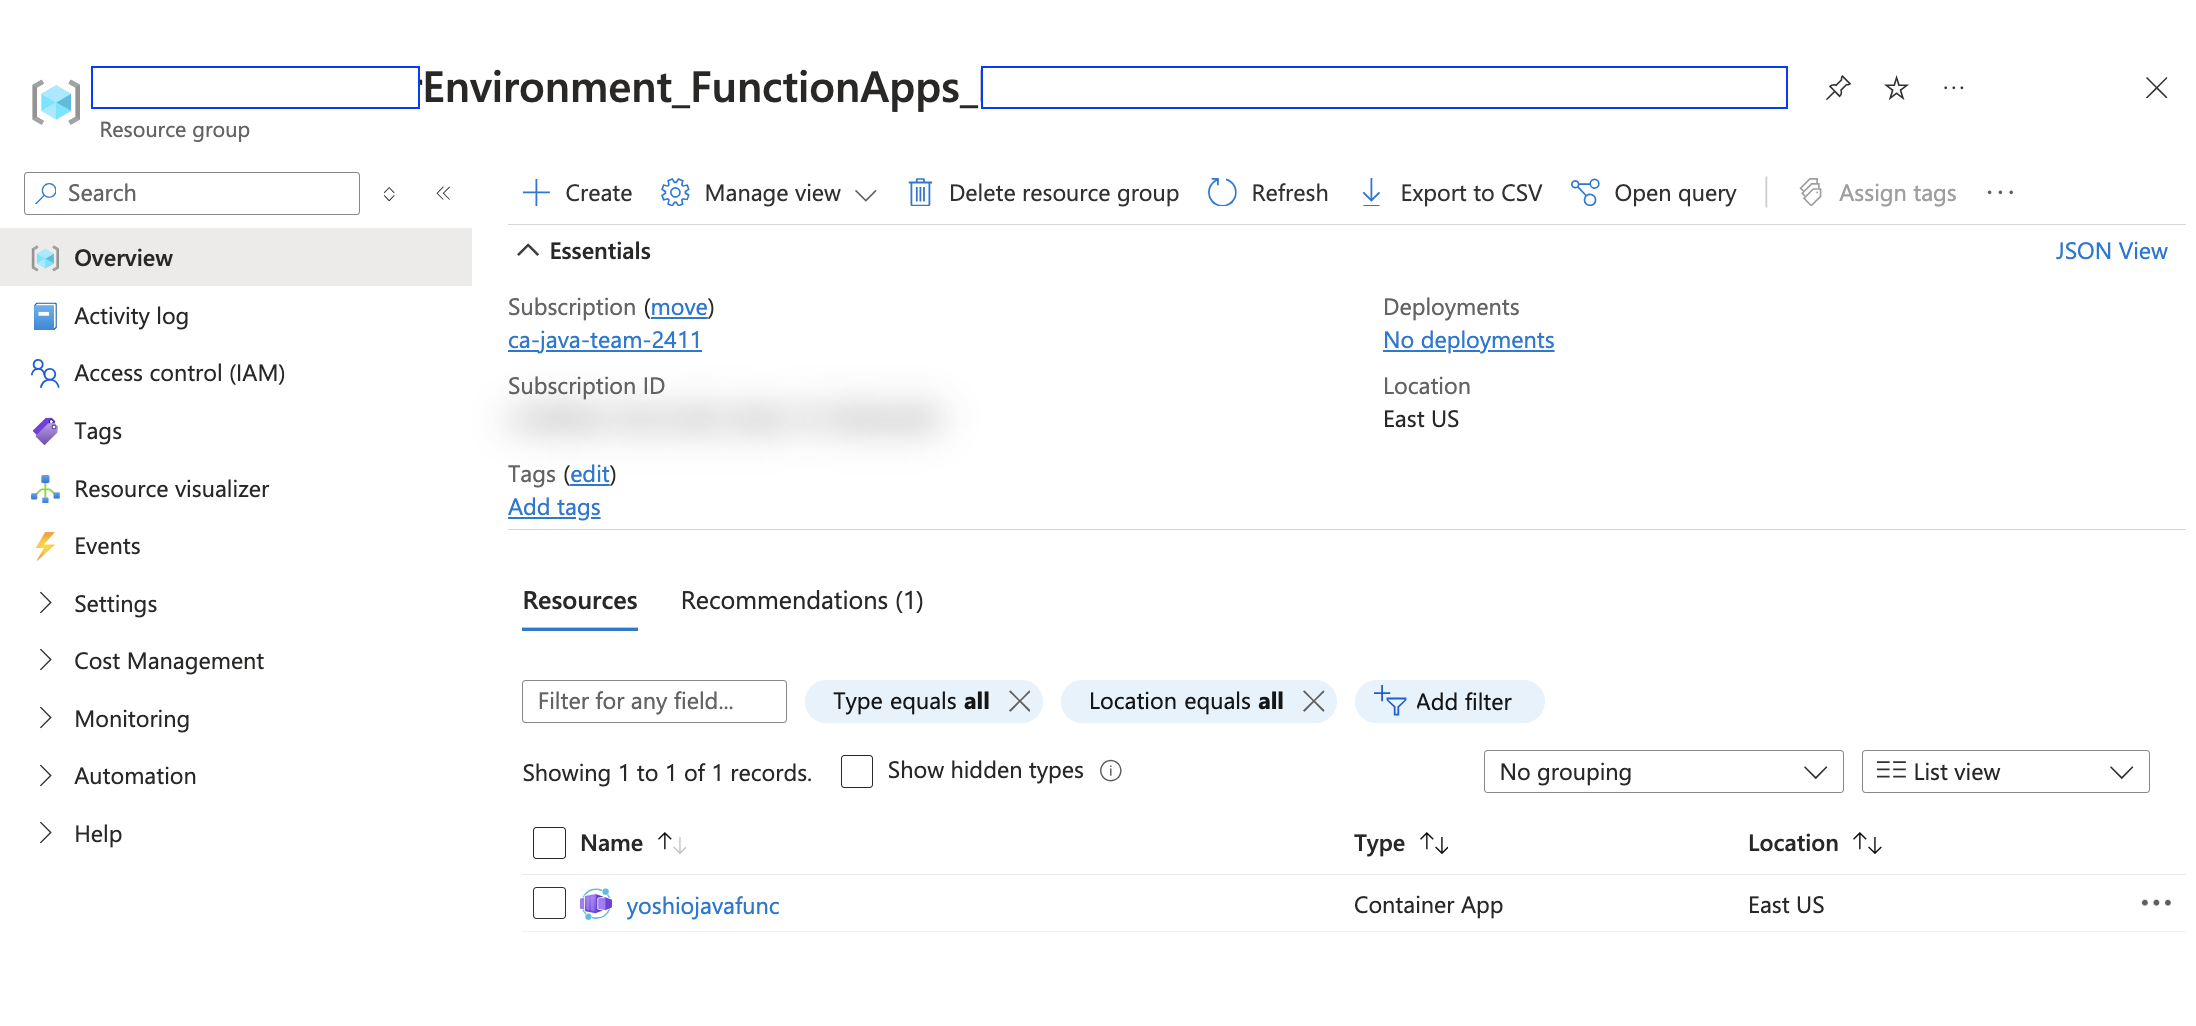 Environment_FunctionApps_
Resource group
Search
Create Manage view Delete resource group Refresh Export to CSV Open query Assign tags
Overview
Activity log
Access control (IAM)
Tags
Resource visualizer
Events
Settings
Cost Management
Monitoring
Automation
Help
Essentials
JSON View
Subscription (move)
ca-java-team-2411
Subscription ID
Tags (edit)
Add tags
Deployments
No deployments
Location
East US
Resources Recommendations (1)
Filter for any field... Type equals all Location equals all Add filter
Showing 1 to 1 of 1 records. Show hidden types No grouping List view
Name Type Location
yoshiojavafunc Container App East US